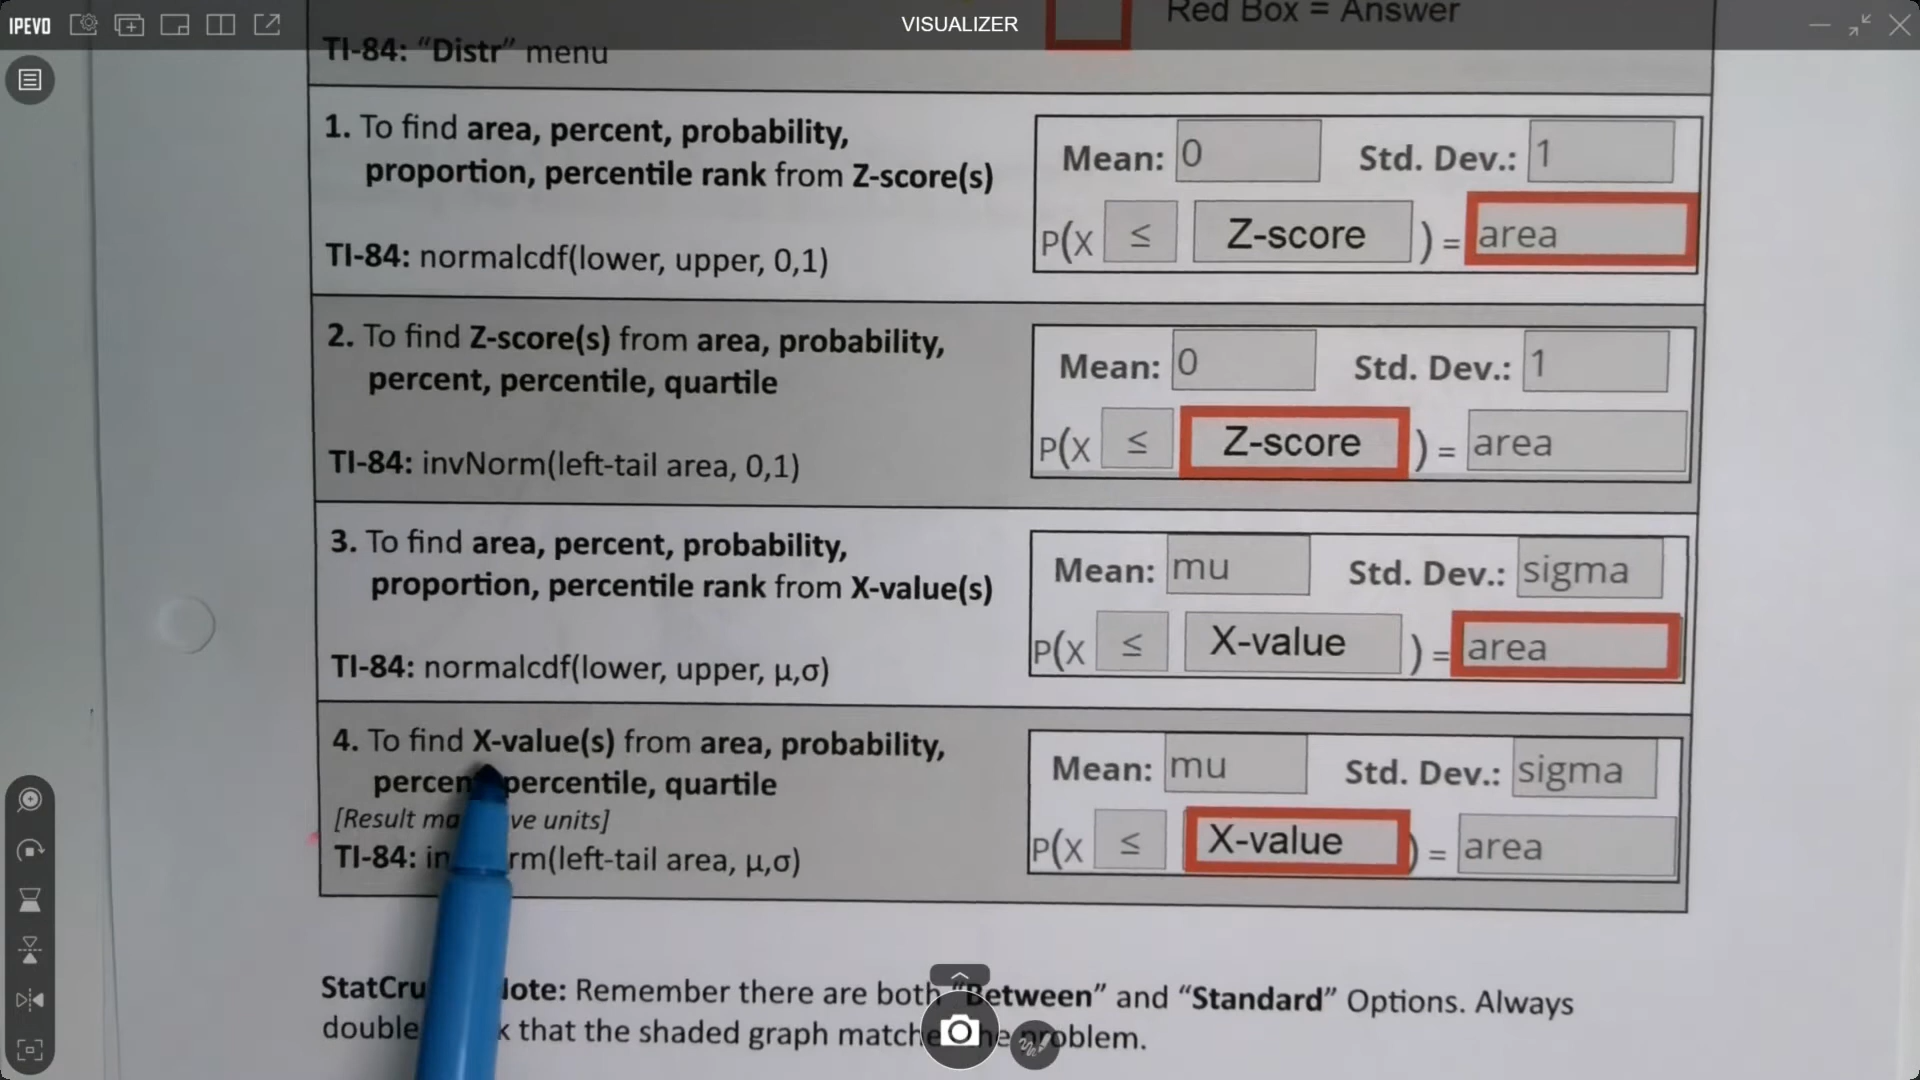 IPEVO
VISUALIZER
Red Box = Answer
TI-84: “Distr” menu
1. To find area, percent, probability,
proportion, percentile rank from Z-score(s)
TI-84: normalcdf(lower, upper, 0,1)
Mean: 0 Std. Dev.: 1
P(X ≤ Z-score ) = area
2. To find Z-score(s) from area, probability,
percent, percentile, quartile
TI-84: invNorm(left-tail area, 0,1)
Mean: 0 Std. Dev.: 1
P(X ≤ Z-score ) = area
3. To find area, percent, probability,
proportion, percentile rank from X-value(s)
TI-84: normalcdf(lower, upper, μ,σ)
Mean: mu Std. Dev.: sigma
P(X ≤ X-value ) = area
4. To find X-value(s) from area, probability,
percent percentile, quartile
[Result ve units]
TI-84: rm(left-tail area, μ,σ)
Mean: mu Std. Dev.: sigma
P(X ≤ X-value ) = area
StatCru Note: Remember there are both “Between” and “Standard” Options. Always
double k that the shaded graph matche he problem.